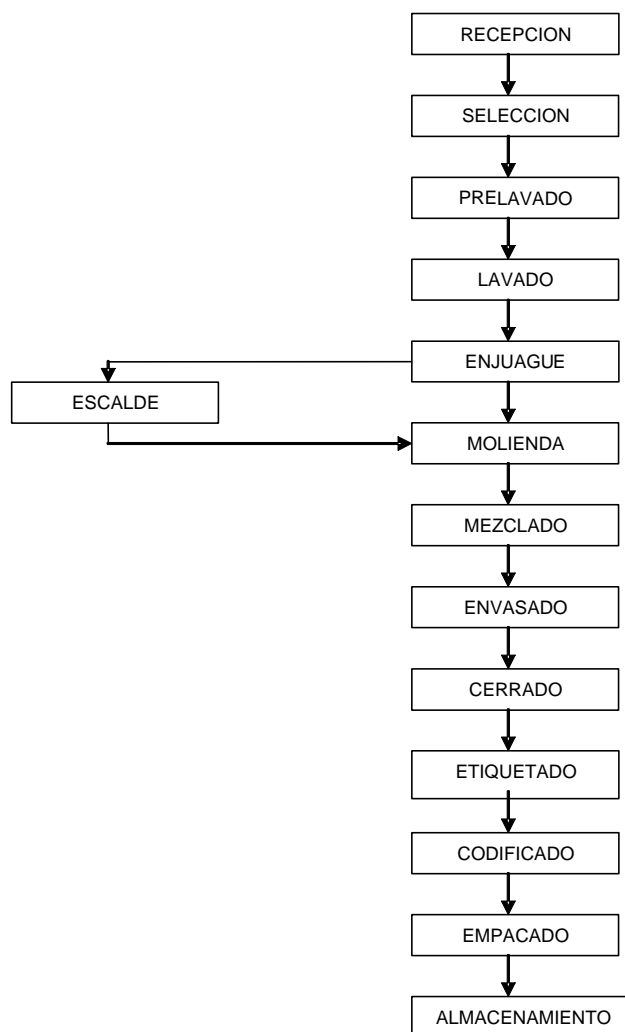 RECEPCION
SELECCION
PRELAVADO
LAVADO
ENJUAGUE
ESCALDE
MOLIENDA
MEZCLADO
ENVASADO
CERRADO
ETIQUETADO
CODIFICADO
EMPACADO
ALMACENAMIENTO